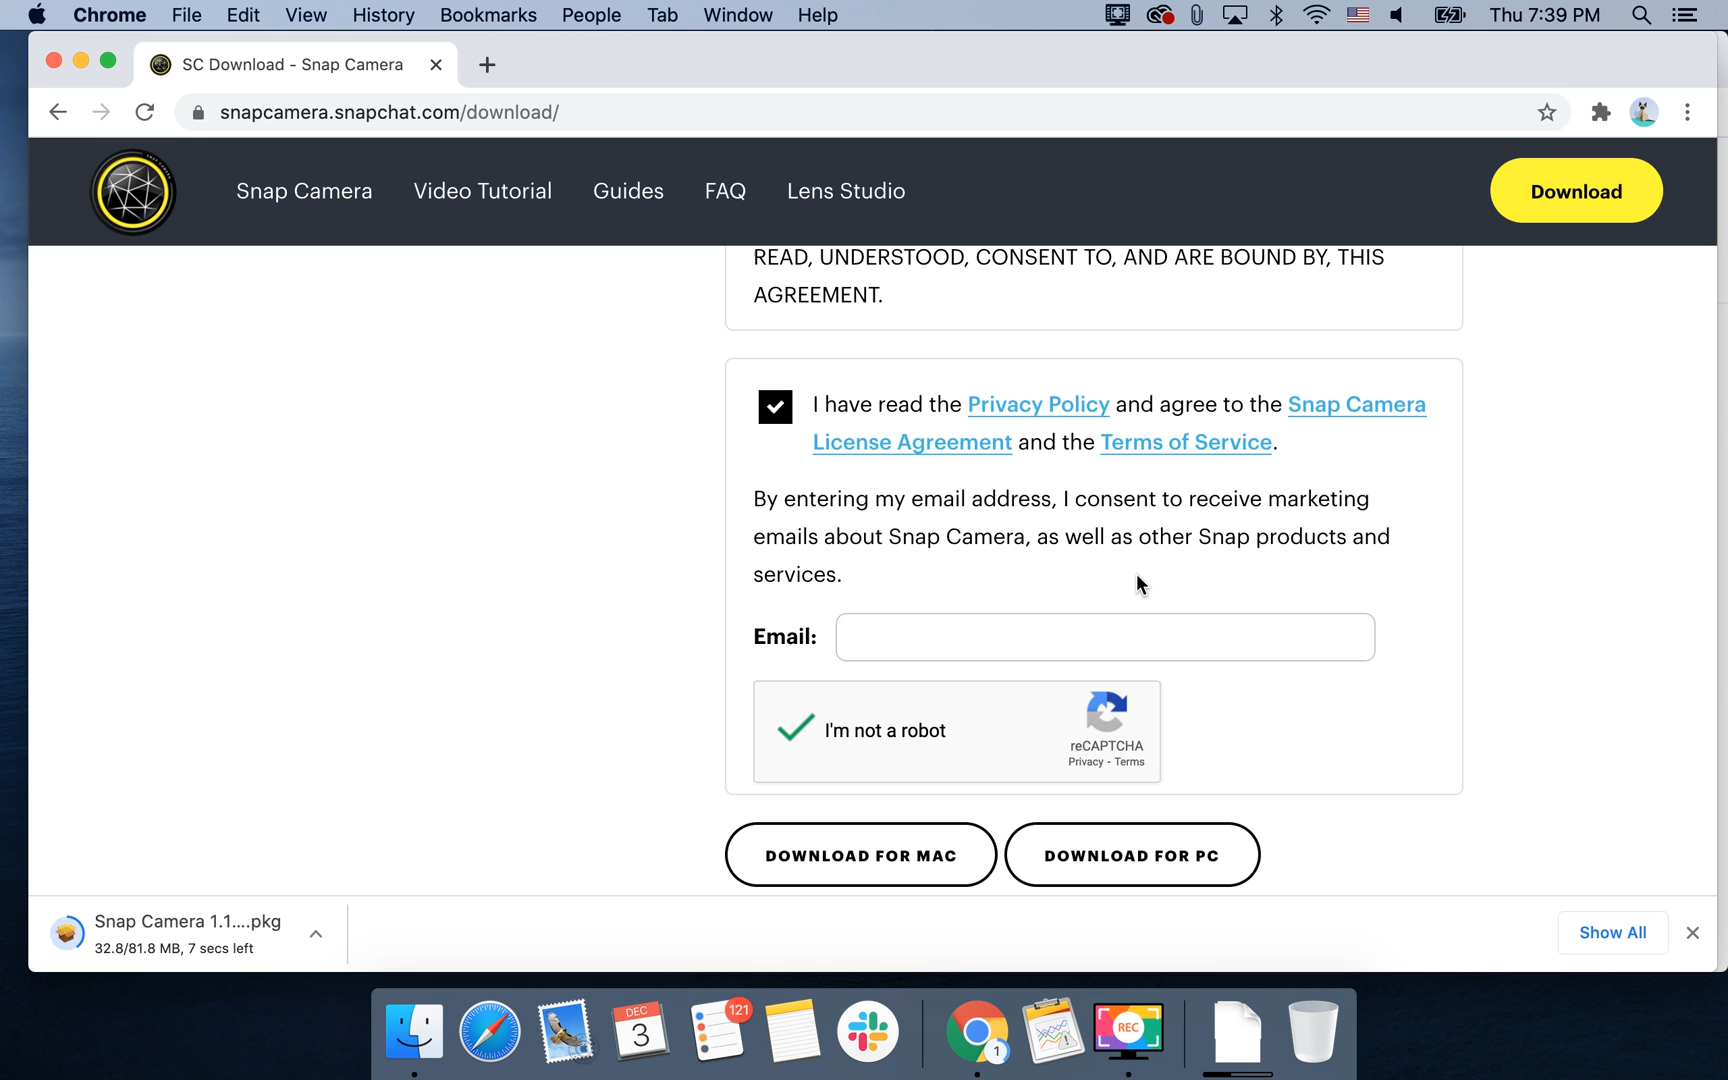 Chrome File Edit View History Bookmarks People Tab Window Help Thu 7:39 PM
SC Download - Snap Camera
snapcamera.snapchat.com/download/
Snap Camera Video Tutorial Guides FAQ Lens Studio Download
READ, UNDERSTOOD, CONSENT TO, AND ARE BOUND BY, THIS
AGREEMENT.
I have read the Privacy Policy and agree to the Snap Camera
License Agreement and the Terms of Service.
By entering my email address, I consent to receive marketing
emails about Snap Camera, as well as other Snap products and
services.
Email:
I'm not a robot
reCAPTCHA
Privacy - Terms
DOWNLOAD FOR MAC DOWNLOAD FOR PC
Snap Camera 1.1....pkg
32.8/81.8 MB, 7 secs left
Show All
DEC
3
121
1
REC